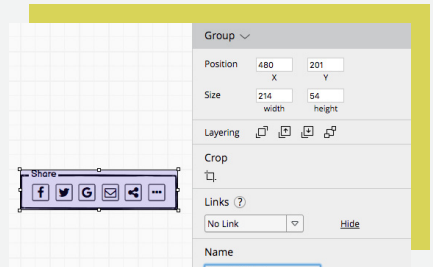 Group
Position 480 201
X Y
Size 214 54
width height
Layering
Share
Crop
Links ?
No Link Hide
Name